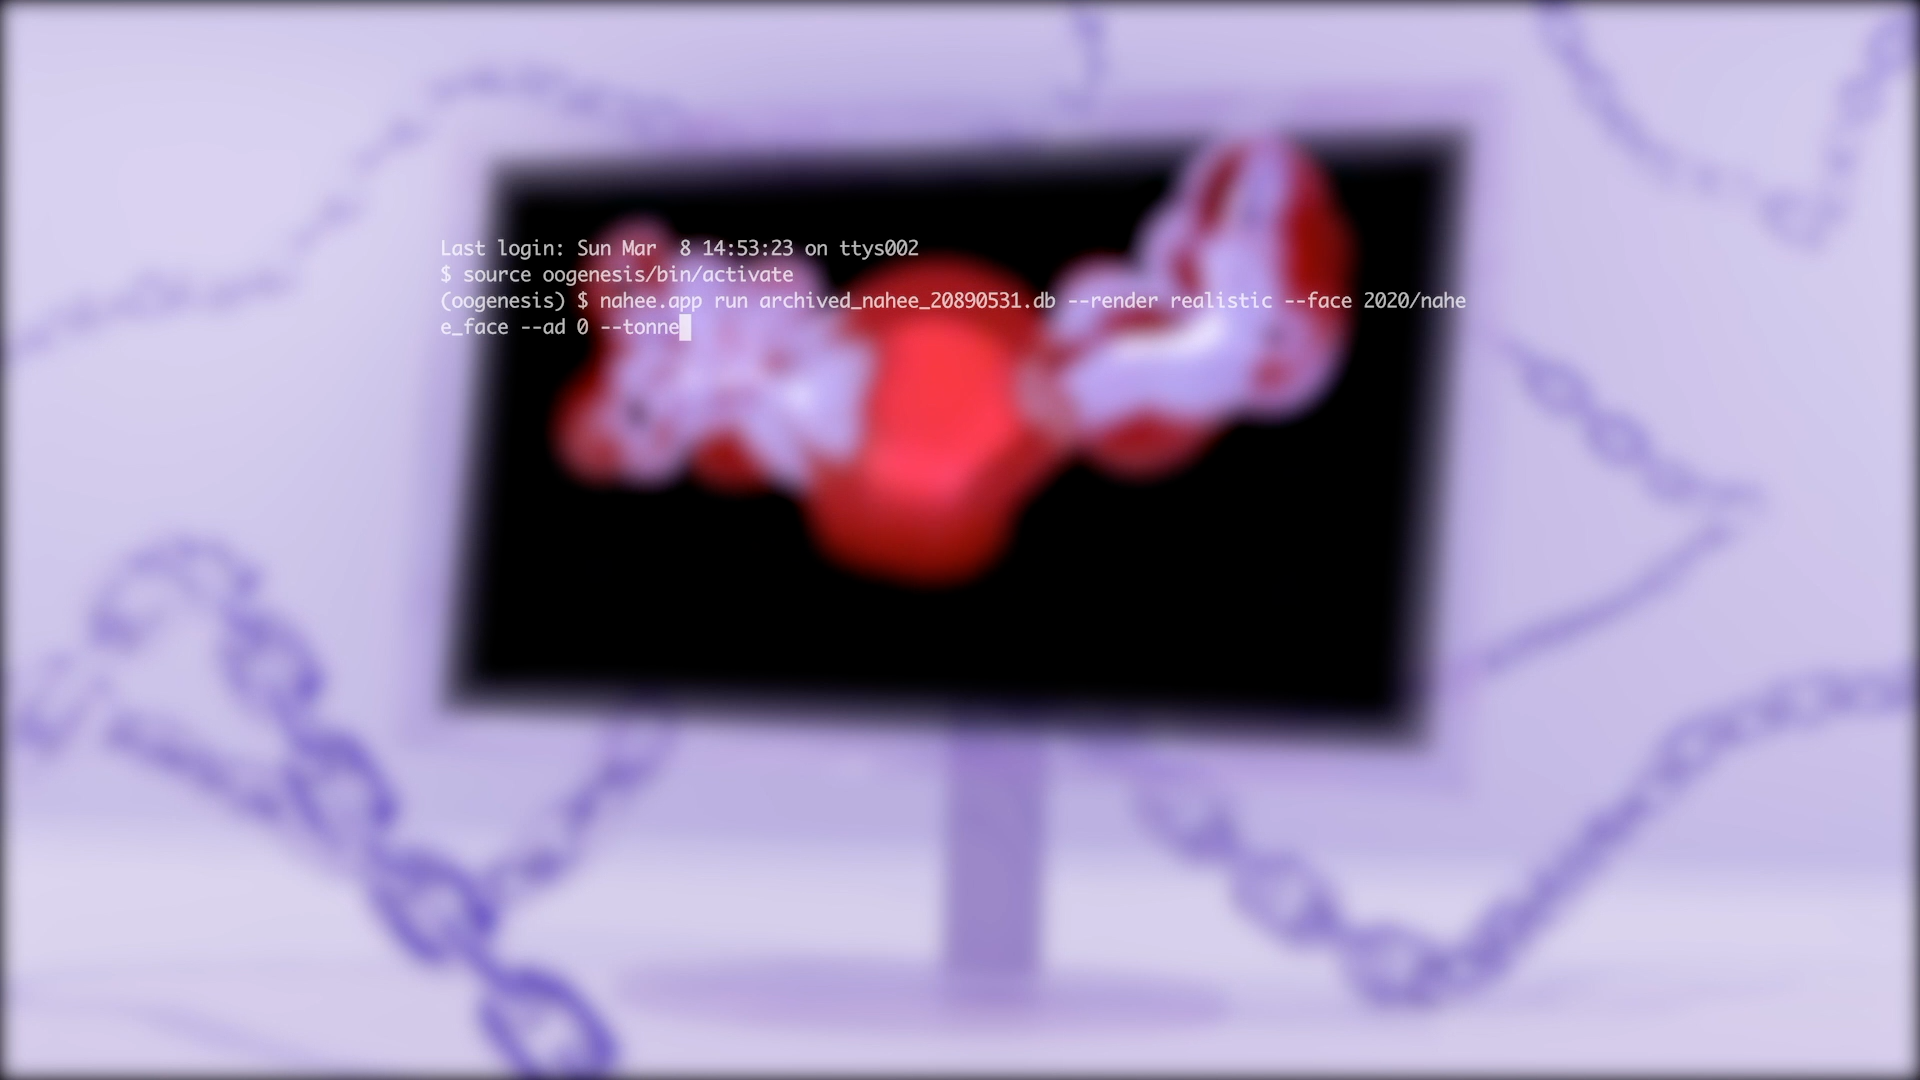 Last login: Sun Mar  8 14:53:23 on ttys002
$ source oogenesis/bin/activate
(oogenesis) $ nahee.app run archived_nahee_20890531.db --render realistic --face 2020/nahe
e_face --ad 0 --tonne